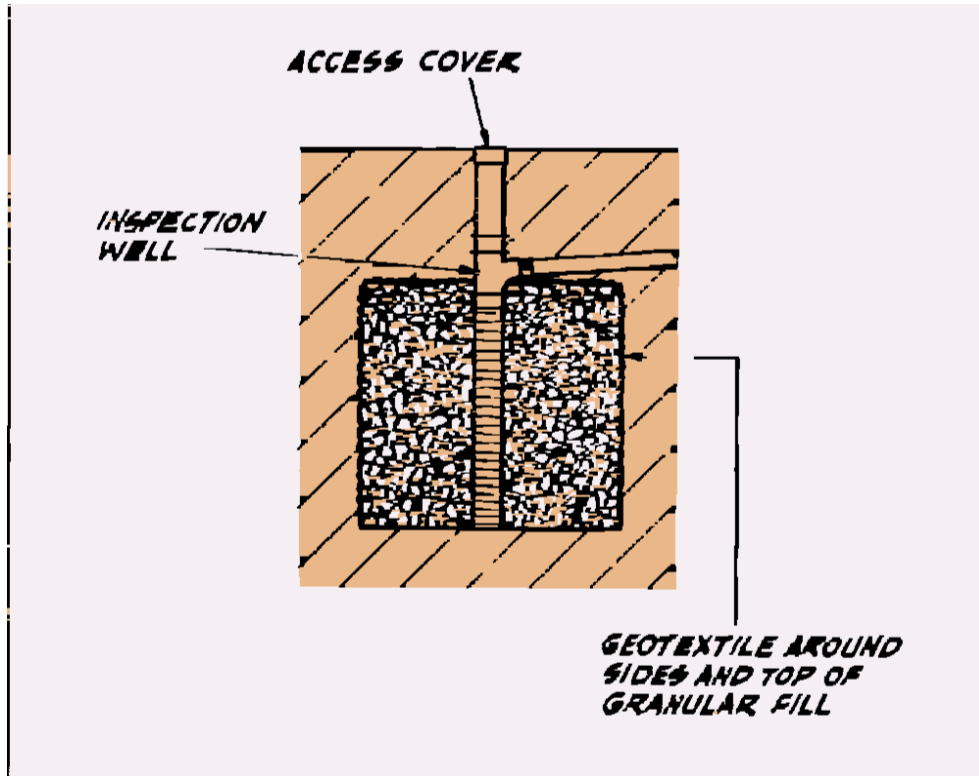 ACCESS COVER
INSPECTION
WELL
GEOTEXTILE AROUND
SIDES AND TOP OF
GRANULAR FILL